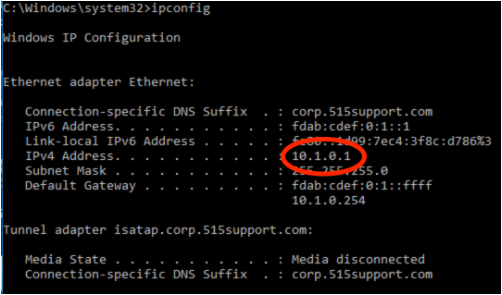 C:\Windows\system32>ipconfig
Windows IP Configuration
Ethernet adapter Ethernet:
Connection-specific DNS Suffix . : corp.515support.com
IPv6 Address. . . . . . . . . . . : fdab:cdef:0:1::1
Link-local IPv6 Address . . . . . : fe80::1d99:7ec4:3f8c:d786%3
IPv4 Address. . . . . . . . . . . : 10.1.0.1
Subnet Mask . . . . . . . . . . . : 255.255.255.0
Default Gateway . . . . . . . . . : fdab:cdef:0:1::ffff
10.1.0.254
Tunnel adapter isatap.corp.515support.com:
Media State . . . . . . . . . . . : Media disconnected
Connection-specific DNS Suffix . : corp.515support.com